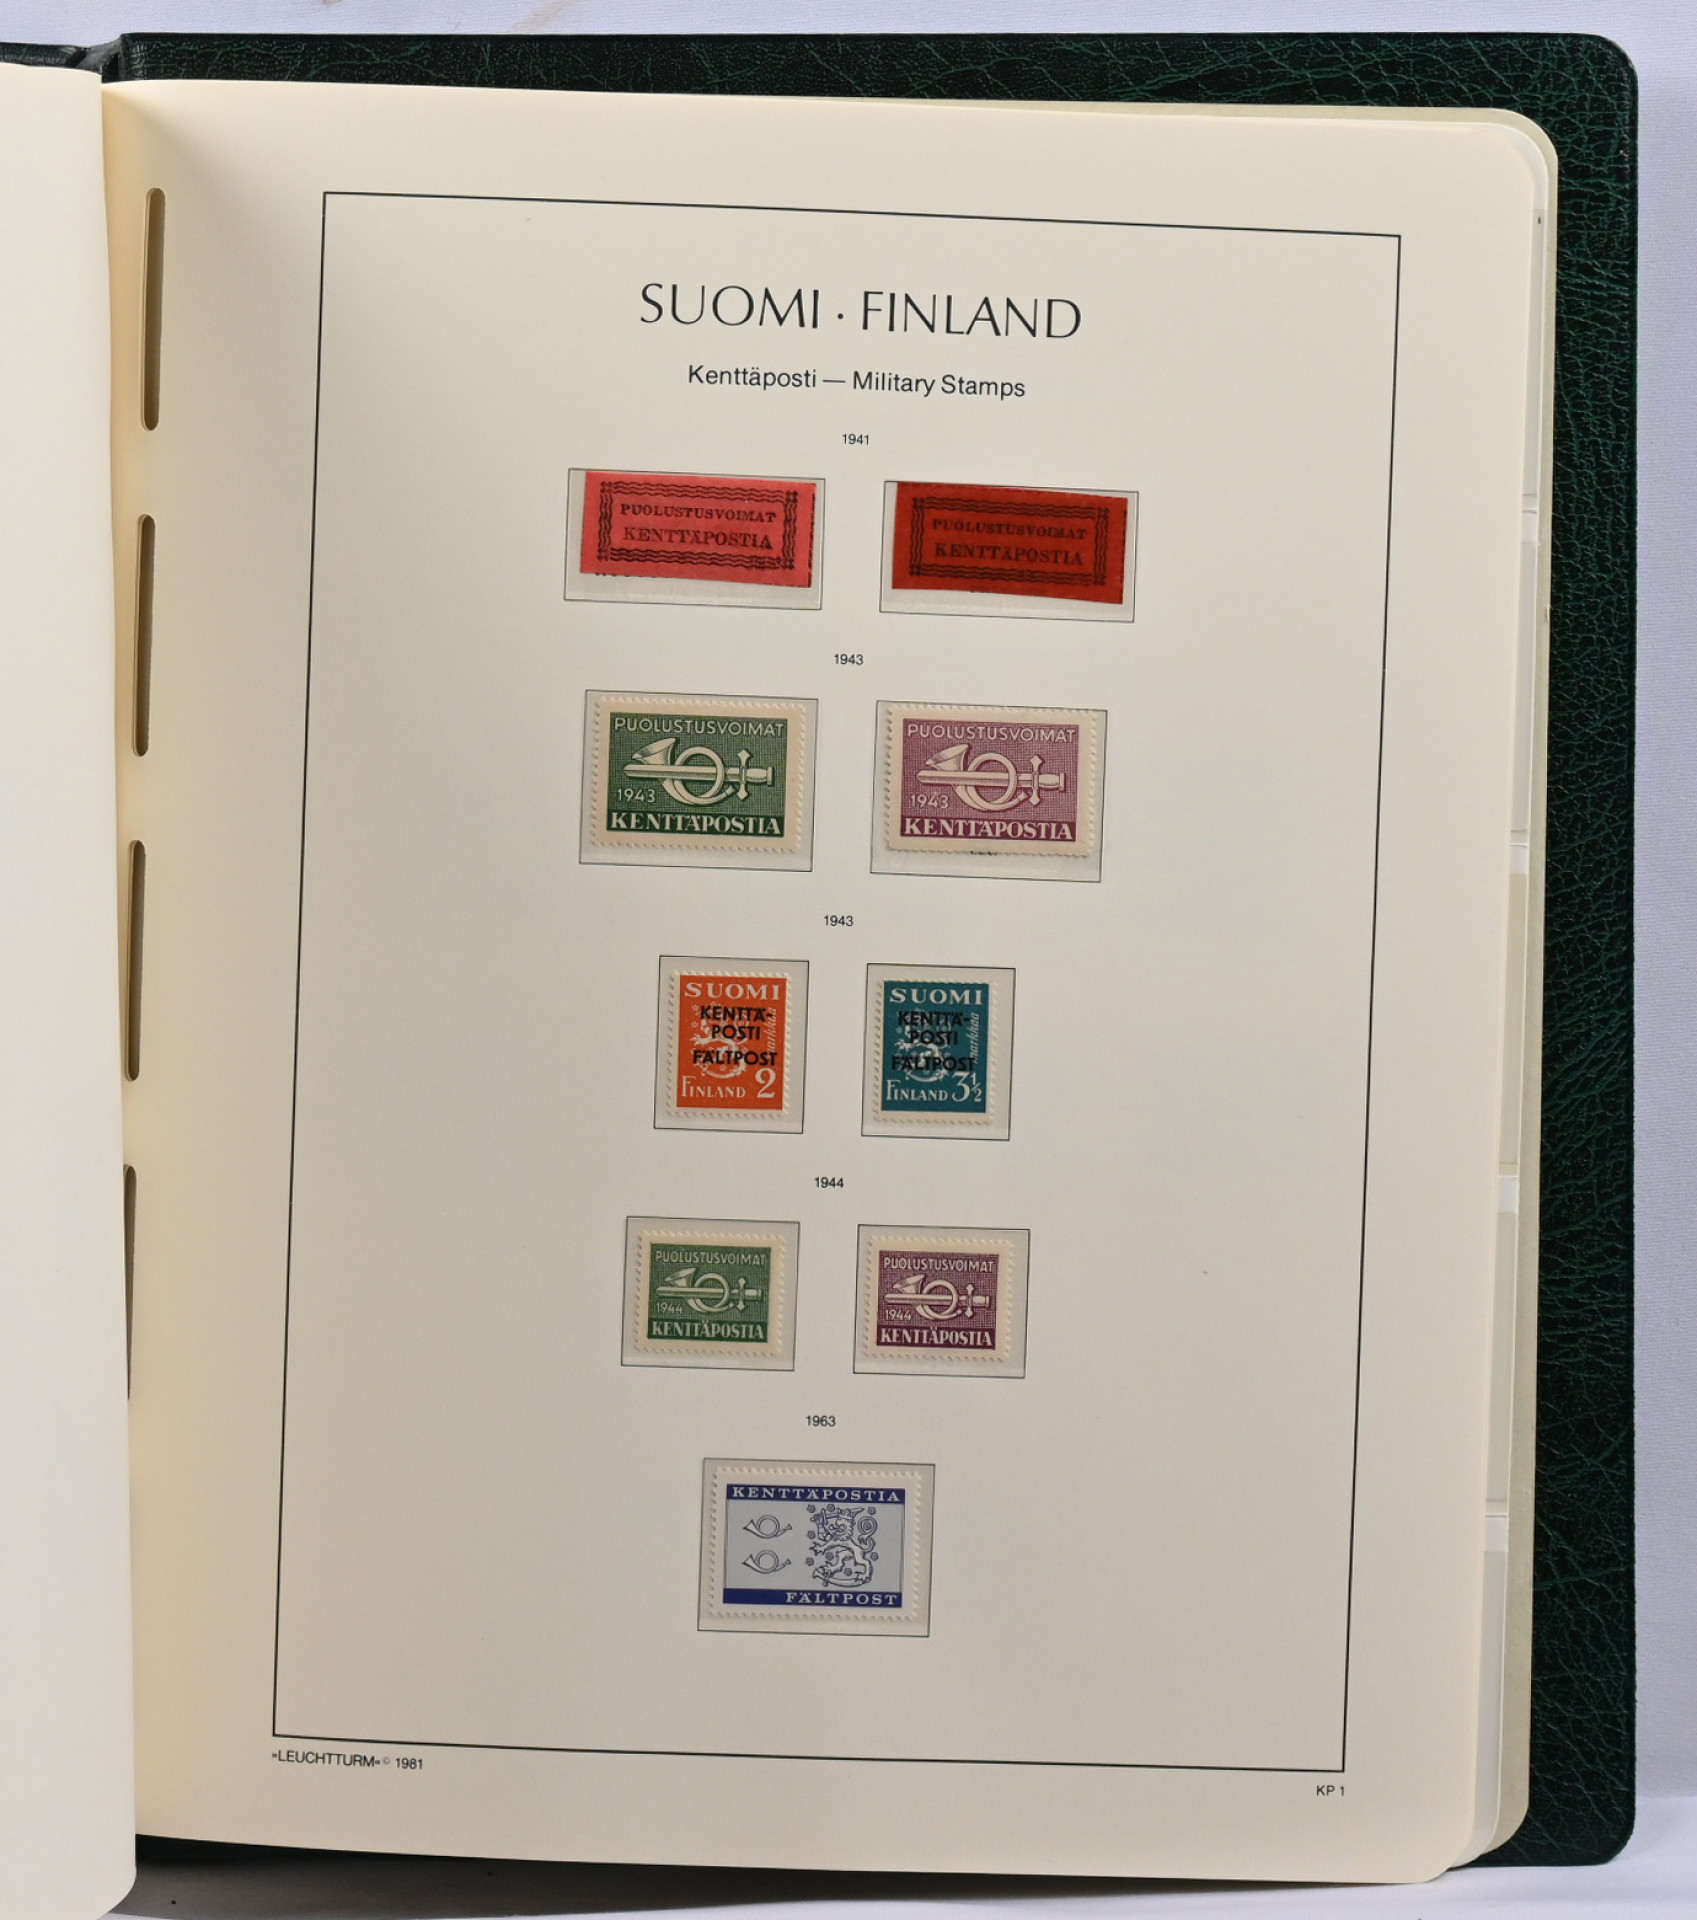 SUOMI · FINLAND
Kenttäposti — Military Stamps
1941
PUOLUSTUSVOIMAT
KENTTÄPOSTIA
PUOLUSTUSVOIMAT
KENTTÄPOSTIA
1943
PUOLUSTUSVOIMAT
1943
KENTTÄPOSTIA
PUOLUSTUSVOIMAT
1943
KENTTÄPOSTIA
1943
SUOMI
KENTTÄ-
POSTI
FÄLTPOST
markkaa
FINLAND 2
SUOMI
KENTTÄ-
POSTI
FÄLTPOST
markkaa
FINLAND 3½
1944
PUOLUSTUSVOIMAT
1944
KENTTÄPOSTIA
PUOLUSTUSVOIMAT
1944
KENTTÄPOSTIA
1963
KENTTÄPOSTIA
FÄLTPOST
»LEUCHTTURM« © 1981
KP 1